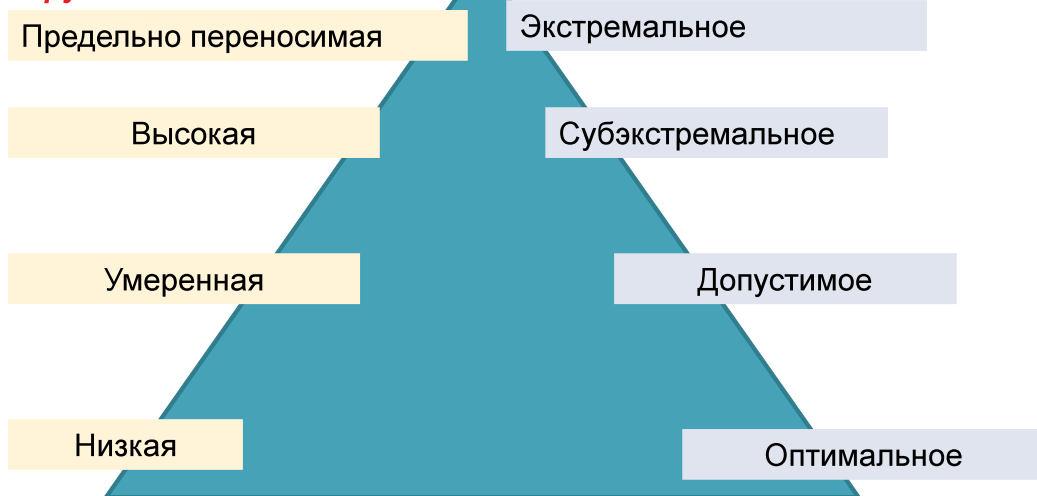 Предельно переносимая
Экстремальное
Высокая
Субэкстремальное
Умеренная
Допустимое
Низкая
Оптимальное